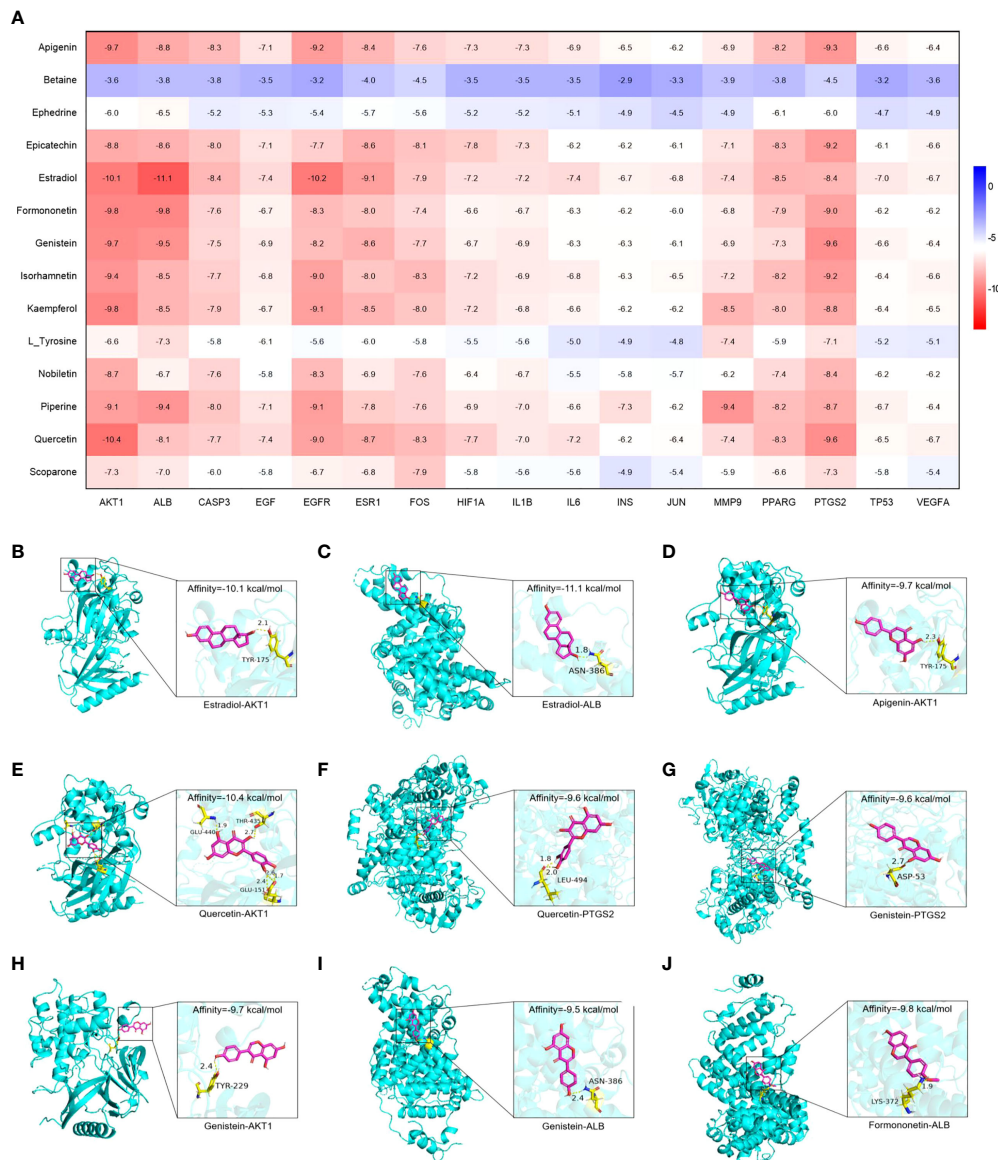 A
Apigenin -9.7 -8.8 -8.3 -7.1 -9.2 -8.4 -7.6 -7.3 -7.3 -6.9 -6.5 -6.2 -6.9 -8.2 -9.3 -6.6 -6.4
Betaine -3.6 -3.8 -3.8 -3.5 -3.2 -4.0 -4.5 -3.5 -3.5 -3.5 -2.9 -3.3 -3.9 -3.8 -4.5 -3.2 -3.6
Ephedrine -6.0 -6.5 -5.2 -5.3 -5.4 -5.7 -5.6 -5.2 -5.2 -5.1 -4.9 -4.5 -4.9 -6.1 -6.0 -4.7 -4.9
Epicatechin -8.8 -8.6 -8.0 -7.1 -7.7 -8.6 -8.1 -7.8 -7.3 -6.2 -6.2 -6.1 -7.1 -8.3 -9.2 -6.1 -6.6
Estradiol -10.1 -11.1 -8.4 -7.4 -10.2 -9.1 -7.9 -7.2 -7.2 -7.4 -6.7 -6.8 -7.4 -8.5 -8.4 -7.0 -6.7
Formononetin -9.8 -9.8 -7.6 -6.7 -8.3 -8.0 -7.4 -6.6 -6.7 -6.3 -6.2 -6.0 -6.8 -7.9 -9.0 -6.2 -6.2
Genistein -9.7 -9.5 -7.5 -6.9 -8.2 -8.6 -7.7 -6.7 -6.9 -6.3 -6.3 -6.1 -6.9 -7.3 -9.6 -6.6 -6.4
Isorhamnetin -9.4 -8.5 -7.7 -6.8 -9.0 -8.0 -8.3 -7.2 -6.9 -6.8 -6.3 -6.5 -7.2 -8.2 -9.2 -6.4 -6.6
Kaempferol -9.8 -8.5 -7.9 -6.9 -9.1 -8.5 -8.0 -7.2 -6.8 -6.6 -6.2 -6.2 -8.5 -8.0 -8.8 -6.4 -6.5
L_Tyrosine -6.6 -7.3 -5.8 -6.1 -5.6 -6.0 -5.8 -5.5 -5.6 -5.0 -4.9 -4.8 -7.4 -5.9 -7.1 -5.2 -5.1
Nobiletin -8.7 -6.7 -7.6 -5.8 -8.3 -6.9 -7.6 -6.4 -6.7 -5.5 -5.8 -5.7 -6.2 -7.4 -8.4 -6.2 -6.2
Piperine -9.1 -9.4 -8.0 -7.1 -9.1 -7.8 -7.6 -6.9 -7.0 -6.6 -7.3 -6.2 -9.4 -8.2 -8.7 -6.7 -6.4
Quercetin -10.4 -8.1 -7.7 -7.4 -9.0 -8.7 -8.3 -7.7 -7.0 -7.2 -6.2 -6.4 -7.4 -8.3 -9.6 -6.5 -6.7
Scoparone -7.3 -7.0 -6.0 -5.8 -6.7 -6.8 -7.9 -5.8 -5.6 -5.6 -4.9 -5.4 -5.9 -6.6 -7.3 -5.8 -5.4
AKT1 ALB CASP3 EGF EGFR ESR1 FOS HIF1A IL1B IL6 INS JUN MMP9 PPARG PTGS2 TP53 VEGFA
0
-5
-10
B
Affinity=-10.1 kcal/mol
2.1
TYR-175
Estradiol-AKT1
C
Affinity=-11.1 kcal/mol
1.8
ASN-386
Estradiol-ALB
D
Affinity=-9.7 kcal/mol
2.3
TYR-175
Apigenin-AKT1
E
Affinity=-10.4 kcal/mol
GLU-440
1.9
THR-435
2.7
2.4
GLU-151
Quercetin-AKT1
F
Affinity=-9.6 kcal/mol
1.8
2.0
LEU-494
Quercetin-PTGS2
G
Affinity=-9.6 kcal/mol
2.7
ASP-53
Genistein-PTGS2
H
Affinity=-9.7 kcal/mol
2.4
TYR-229
Genistein-AKT1
I
Affinity=-9.5 kcal/mol
ASN-386
2.4
Genistein-ALB
J
Affinity=-9.8 kcal/mol
1.9
LYS-372
Formononetin-ALB